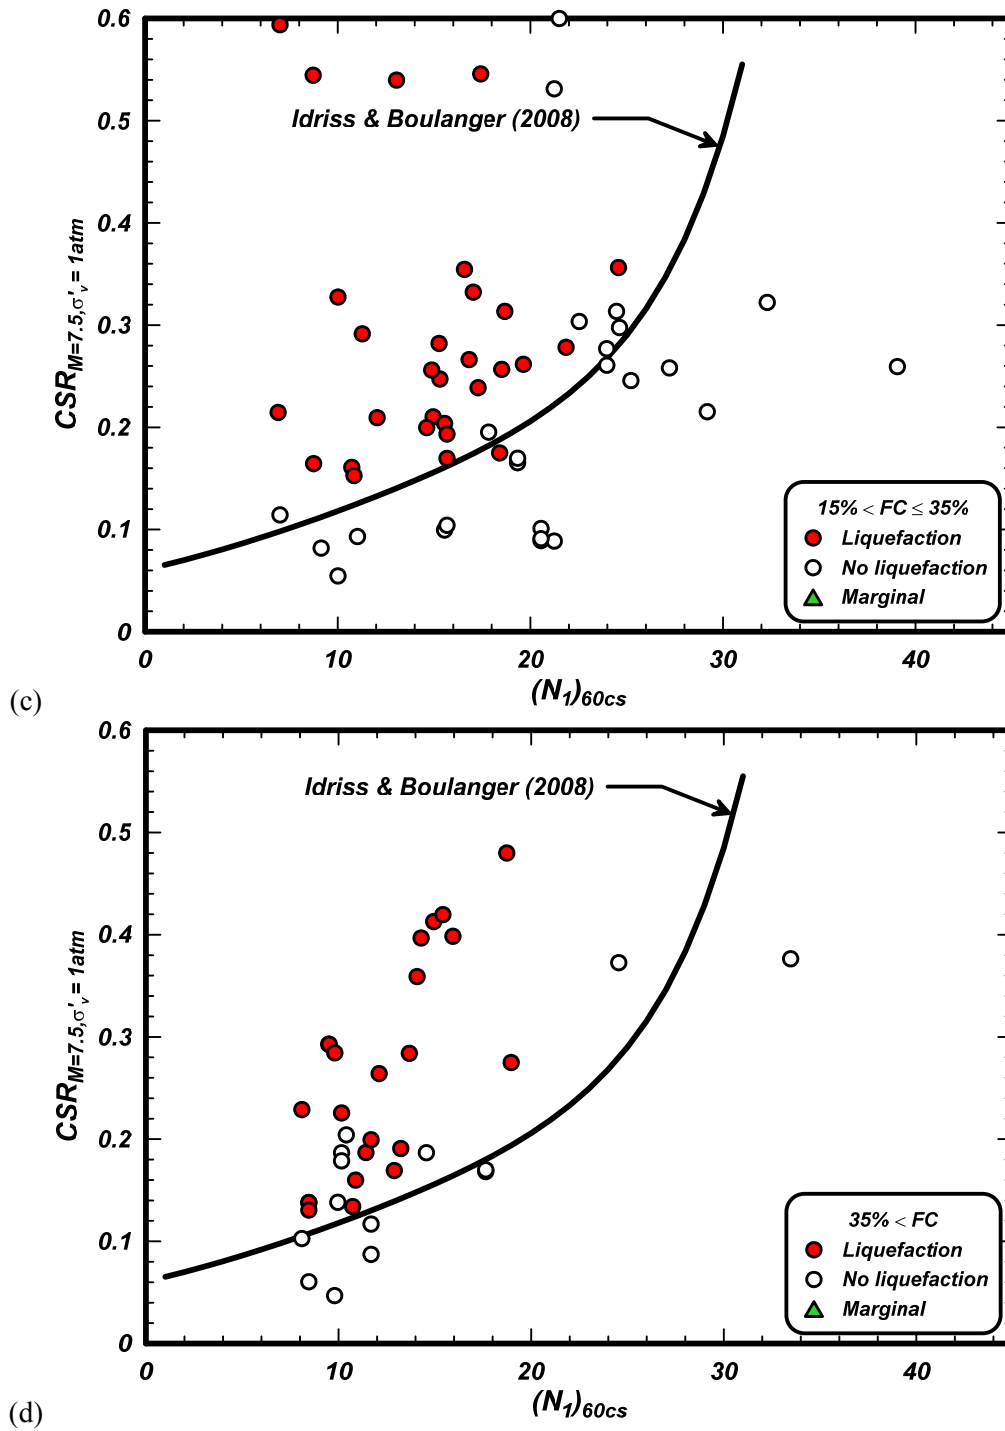 0.6
0.5
0.4
0.3
0.2
0.1
0
CSR M=7.5,σ'v = 1atm
Idriss & Boulanger (2008)
15% < FC ≤ 35%
Liquefaction
No liquefaction
Marginal
0 10 20 30 40
(N1)60cs
(c)
0.6
0.5
0.4
0.3
0.2
0.1
0
CSR M=7.5,σ'v = 1atm
Idriss & Boulanger (2008)
35% < FC
Liquefaction
No liquefaction
Marginal
0 10 20 30 40
(N1)60cs
(d)